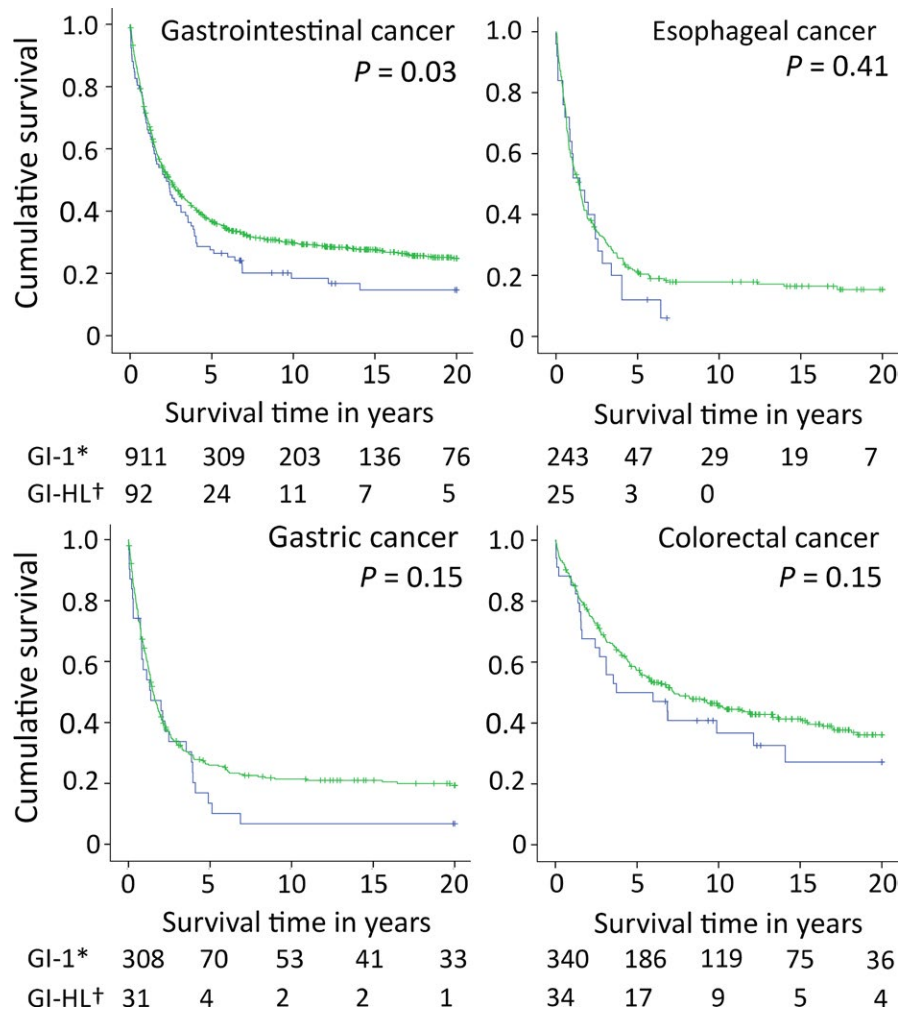 Gastrointestinal cancer
P = 0.03
Cumulative survival
1.0
0.8
0.6
0.4
0.2
0
0 5 10 15 20
Survival time in years
GI-1* 911 309 203 136 76
GI-HL† 92 24 11 7 5
Esophageal cancer
P = 0.41
1.0
0.8
0.6
0.4
0.2
0
0 5 10 15 20
Survival time in years
243 47 29 19 7
25 3 0
Gastric cancer
P = 0.15
Cumulative survival
1.0
0.8
0.6
0.4
0.2
0
0 5 10 15 20
Survival time in years
GI-1* 308 70 53 41 33
GI-HL† 31 4 2 2 1
Colorectal cancer
P = 0.15
1.0
0.8
0.6
0.4
0.2
0
0 5 10 15 20
Survival time in years
340 186 119 75 36
34 17 9 5 4